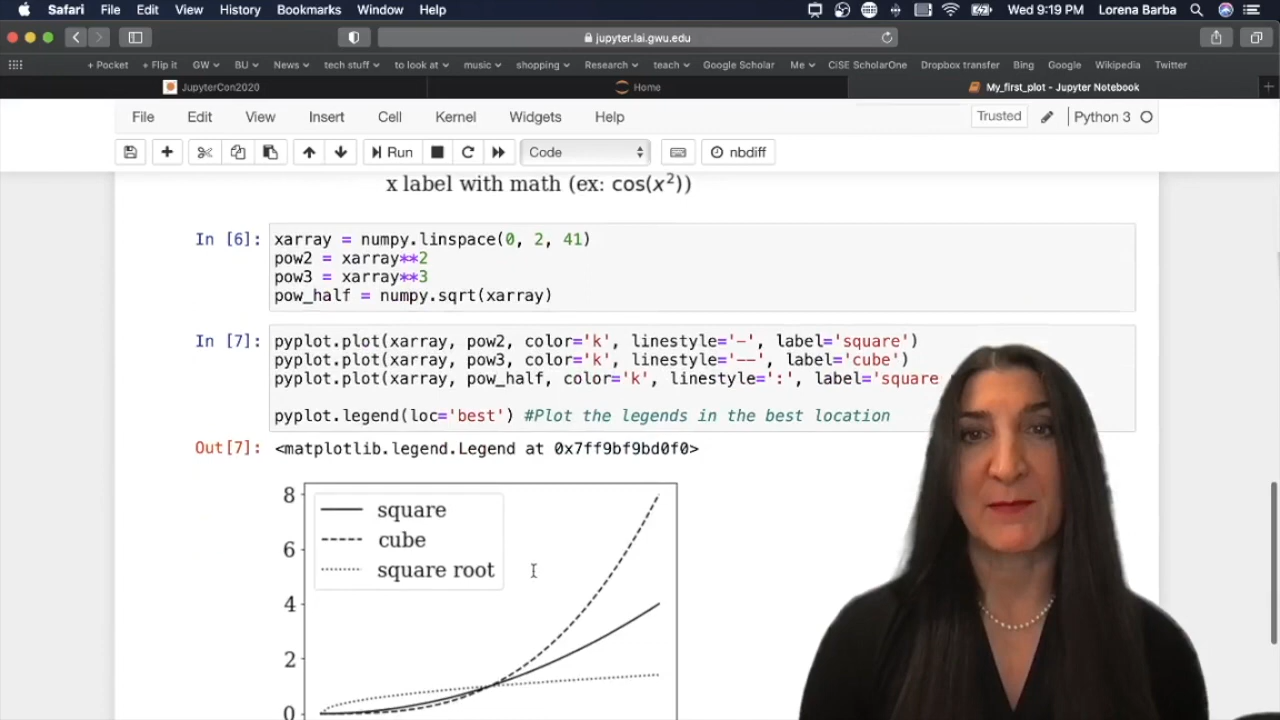 Safari File Edit View History Bookmarks Window Help Wed 9:19 PM Lorena Barba
jupyter.lai.gwu.edu
+ Pocket + Flip it GW BU News tech stuff to look at music shopping Research teach Google Scholar Me CiSE ScholarOne Dropbox transfer Bing Google Wikipedia Twitter
JupyterCon2020 Home My_first_plot - Jupyter Notebook
File Edit View Insert Cell Kernel Widgets Help Trusted Python 3
Run Code nbdiff
x label with math (ex: cos(x²))
In [6]: xarray = numpy.linspace(0, 2, 41)
pow2 = xarray**2
pow3 = xarray**3
pow_half = numpy.sqrt(xarray)
In [7]: pyplot.plot(xarray, pow2, color='k', linestyle='-', label='square')
pyplot.plot(xarray, pow3, color='k', linestyle='--', label='cube')
pyplot.plot(xarray, pow_half, color='k', linestyle=':', label='square
pyplot.legend(loc='best') #Plot the legends in the best location
Out[7]: <matplotlib.legend.Legend at 0x7ff9bf9bd0f0>
8
square
cube
6
square root
4
2
0